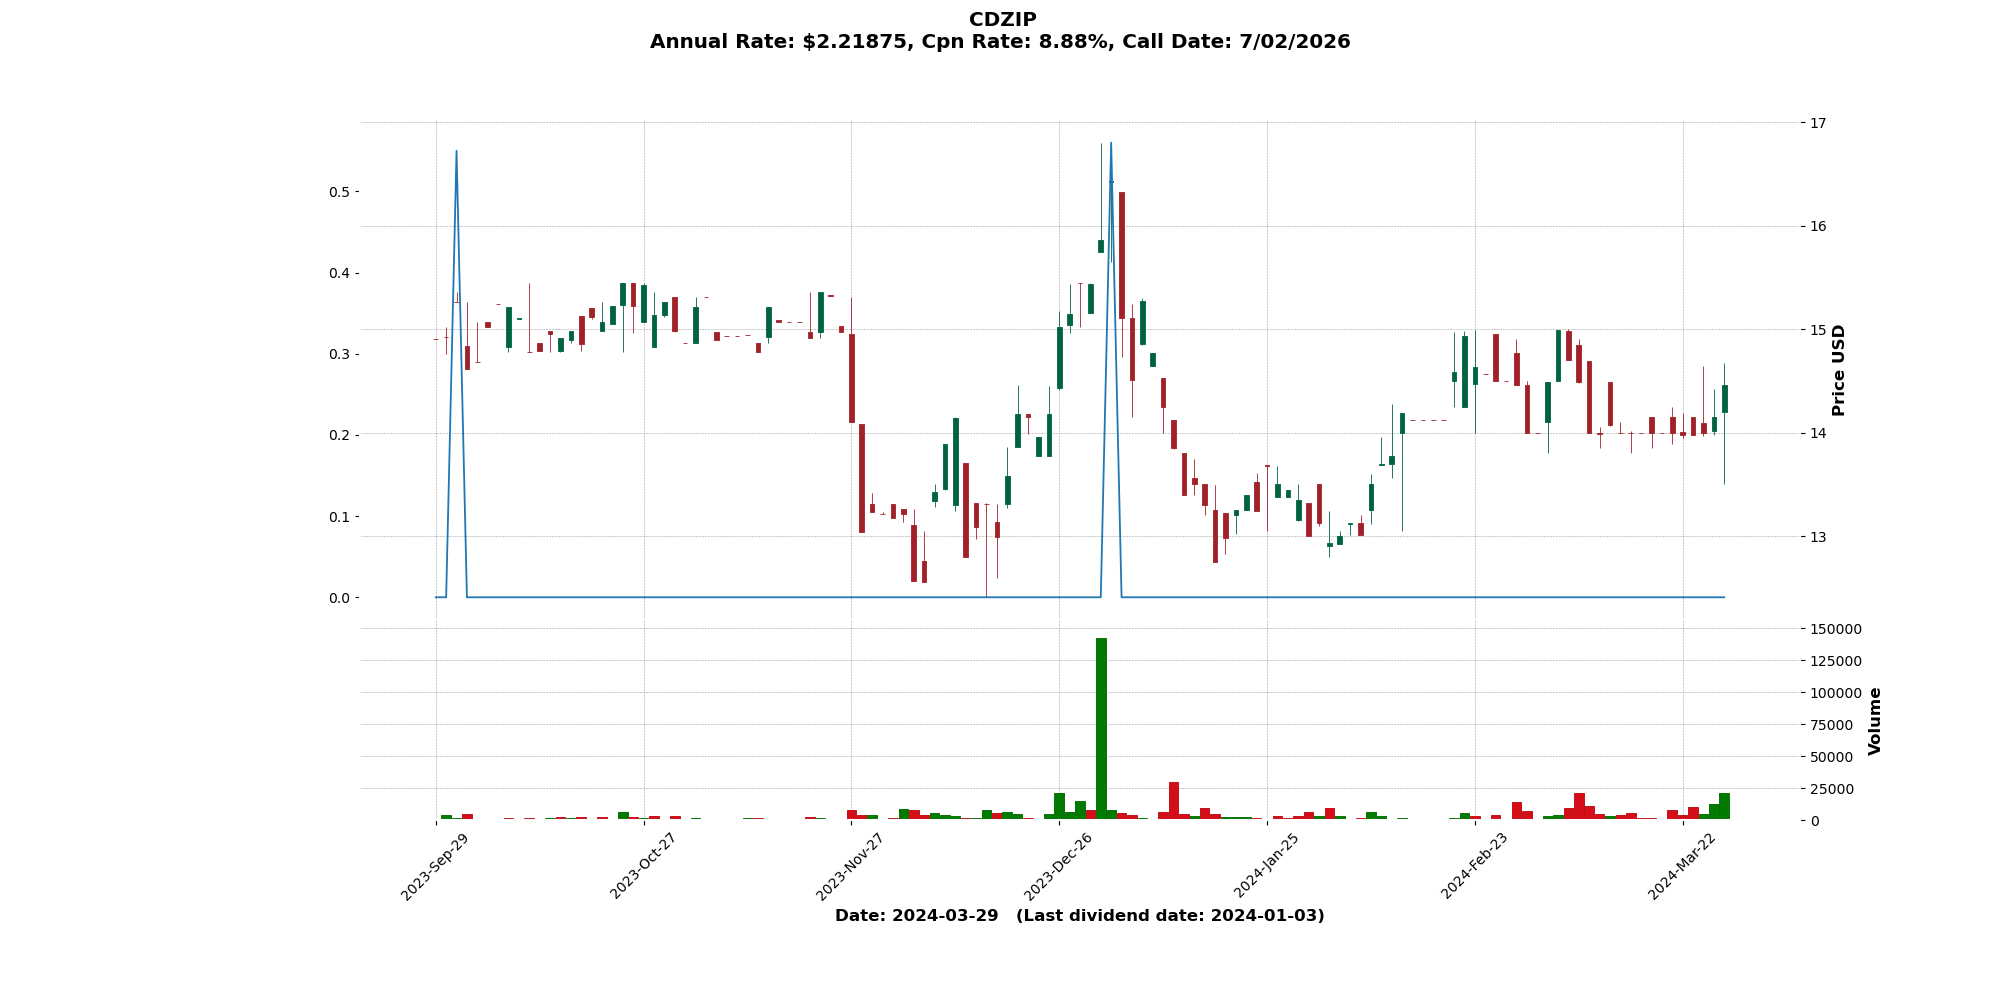 CDZIP
Annual Rate: $2.21875, Cpn Rate: 8.88%, Call Date: 7/02/2026
17
0.5
16
0.4
15
0.3
Price USD
0.2
14
0.1
13
0.0
150000
125000
100000
75000
50000
25000
0
Volume
2023-Sep-29
2023-Oct-27
2023-Nov-27
2023-Dec-26
2024-Jan-25
2024-Feb-23
2024-Mar-22
Date: 2024-03-29   (Last dividend date: 2024-01-03)